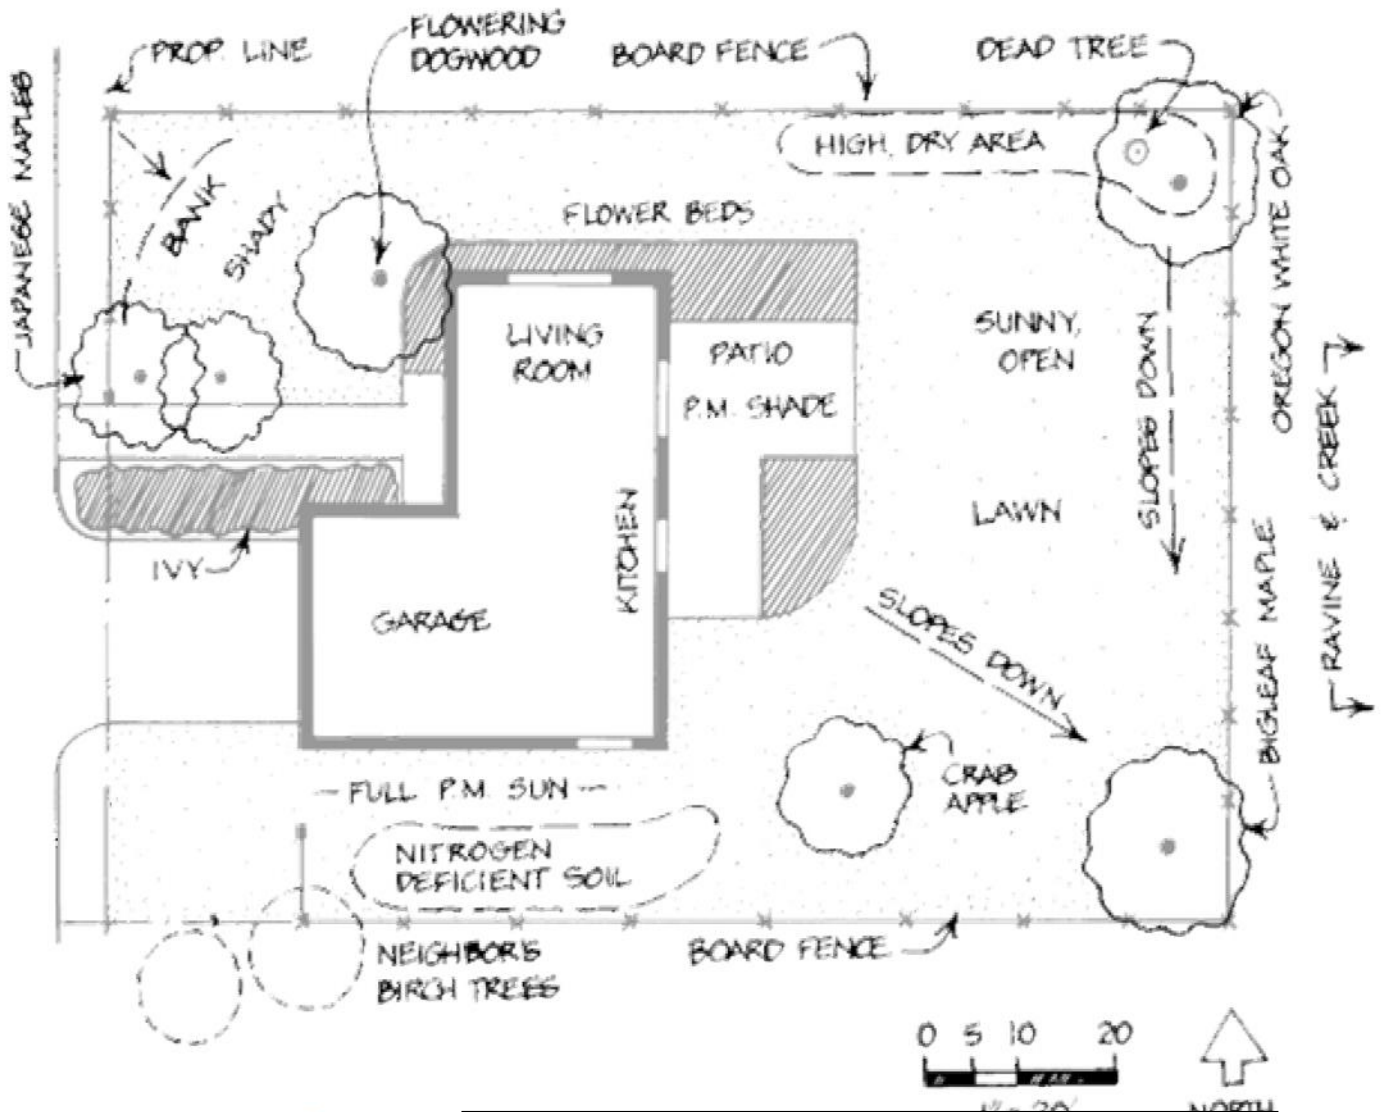 PROP. LINE
FLOWERING
DOGWOOD
BOARD FENCE
DEAD TREE
JAPANESE MAPLES
BANK
SHADY
HIGH, DRY AREA
OREGON WHITE OAK
FLOWER BEDS
LIVING
ROOM
PATIO
P.M. SHADE
SUNNY,
OPEN
SLOPES DOWN
RAVINE & CREEK
LAWN
IVY
GARAGE
KITCHEN
SLOPES DOWN
BIGLEAF MAPLE
CRAB
APPLE
FULL P.M. SUN
NITROGEN
DEFICIENT SOIL
NEIGHBOR'S
BIRCH TREES
BOARD FENCE
0 5 10 20
NORTH